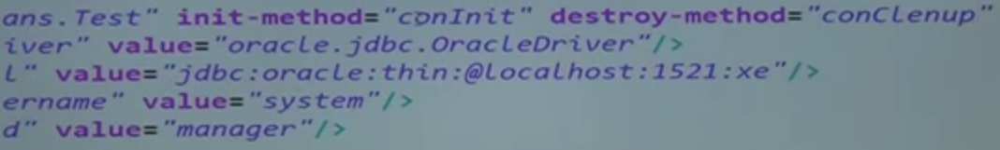 ans.Test" init-method="conInit" destroy-method="conClenup"
iver" value="oracle.jdbc.OracleDriver"/>
l" value="jdbc:oracle:thin:@localhost:1521:xe"/>
ername" value="system"/>
d" value="manager"/>